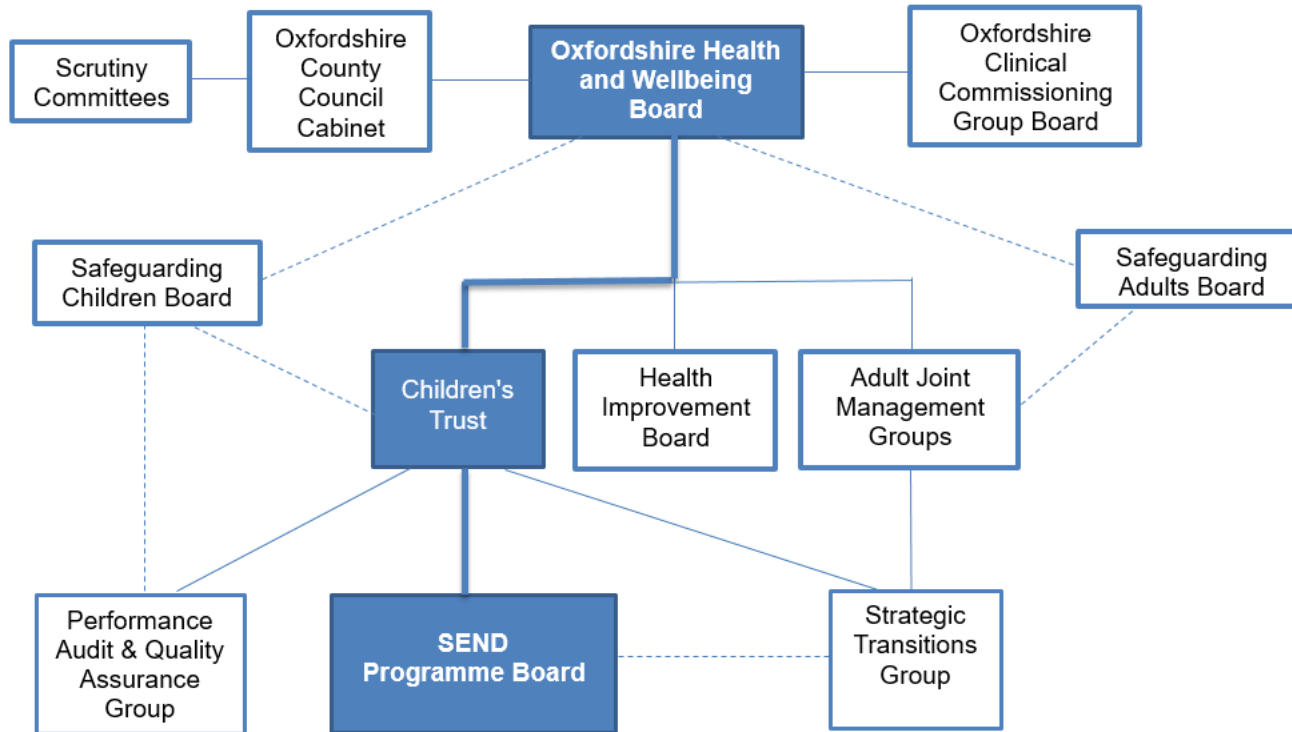 Scrutiny
Committees
Oxfordshire
County
Council
Cabinet
Oxfordshire Health
and Wellbeing
Board
Oxfordshire
Clinical
Commissioning
Group Board
Safeguarding
Children Board
Safeguarding
Adults Board
Children's
Trust
Health
Improvement
Board
Adult Joint
Management
Groups
Performance
Audit & Quality
Assurance
Group
SEND
Programme Board
Strategic
Transitions
Group